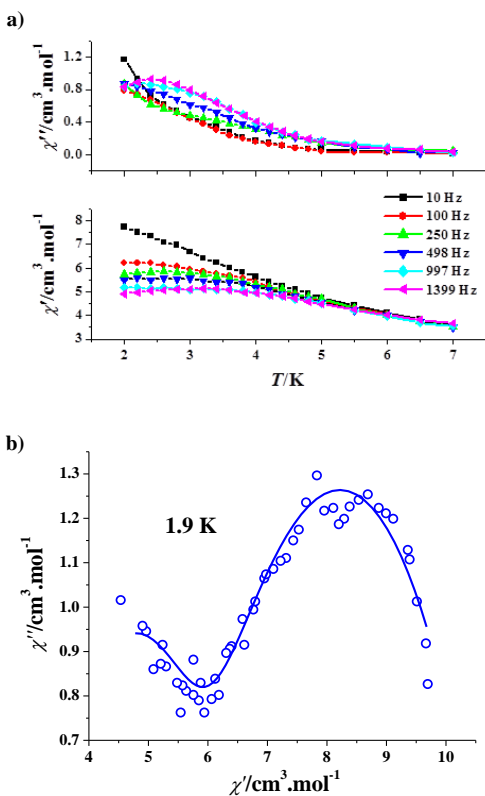 a)
χ''/cm³.mol⁻¹
1.2
0.8
0.4
0.0
χ'/cm³.mol⁻¹
8
7
6
5
4
3
10 Hz
100 Hz
250 Hz
498 Hz
997 Hz
1399 Hz
2 3 4 5 6 7
T/K
b)
χ''/cm³.mol⁻¹
1.3
1.2
1.1
1.0
0.9
0.8
0.7
1.9 K
4 5 6 7 8 9 10
χ'/cm³.mol⁻¹